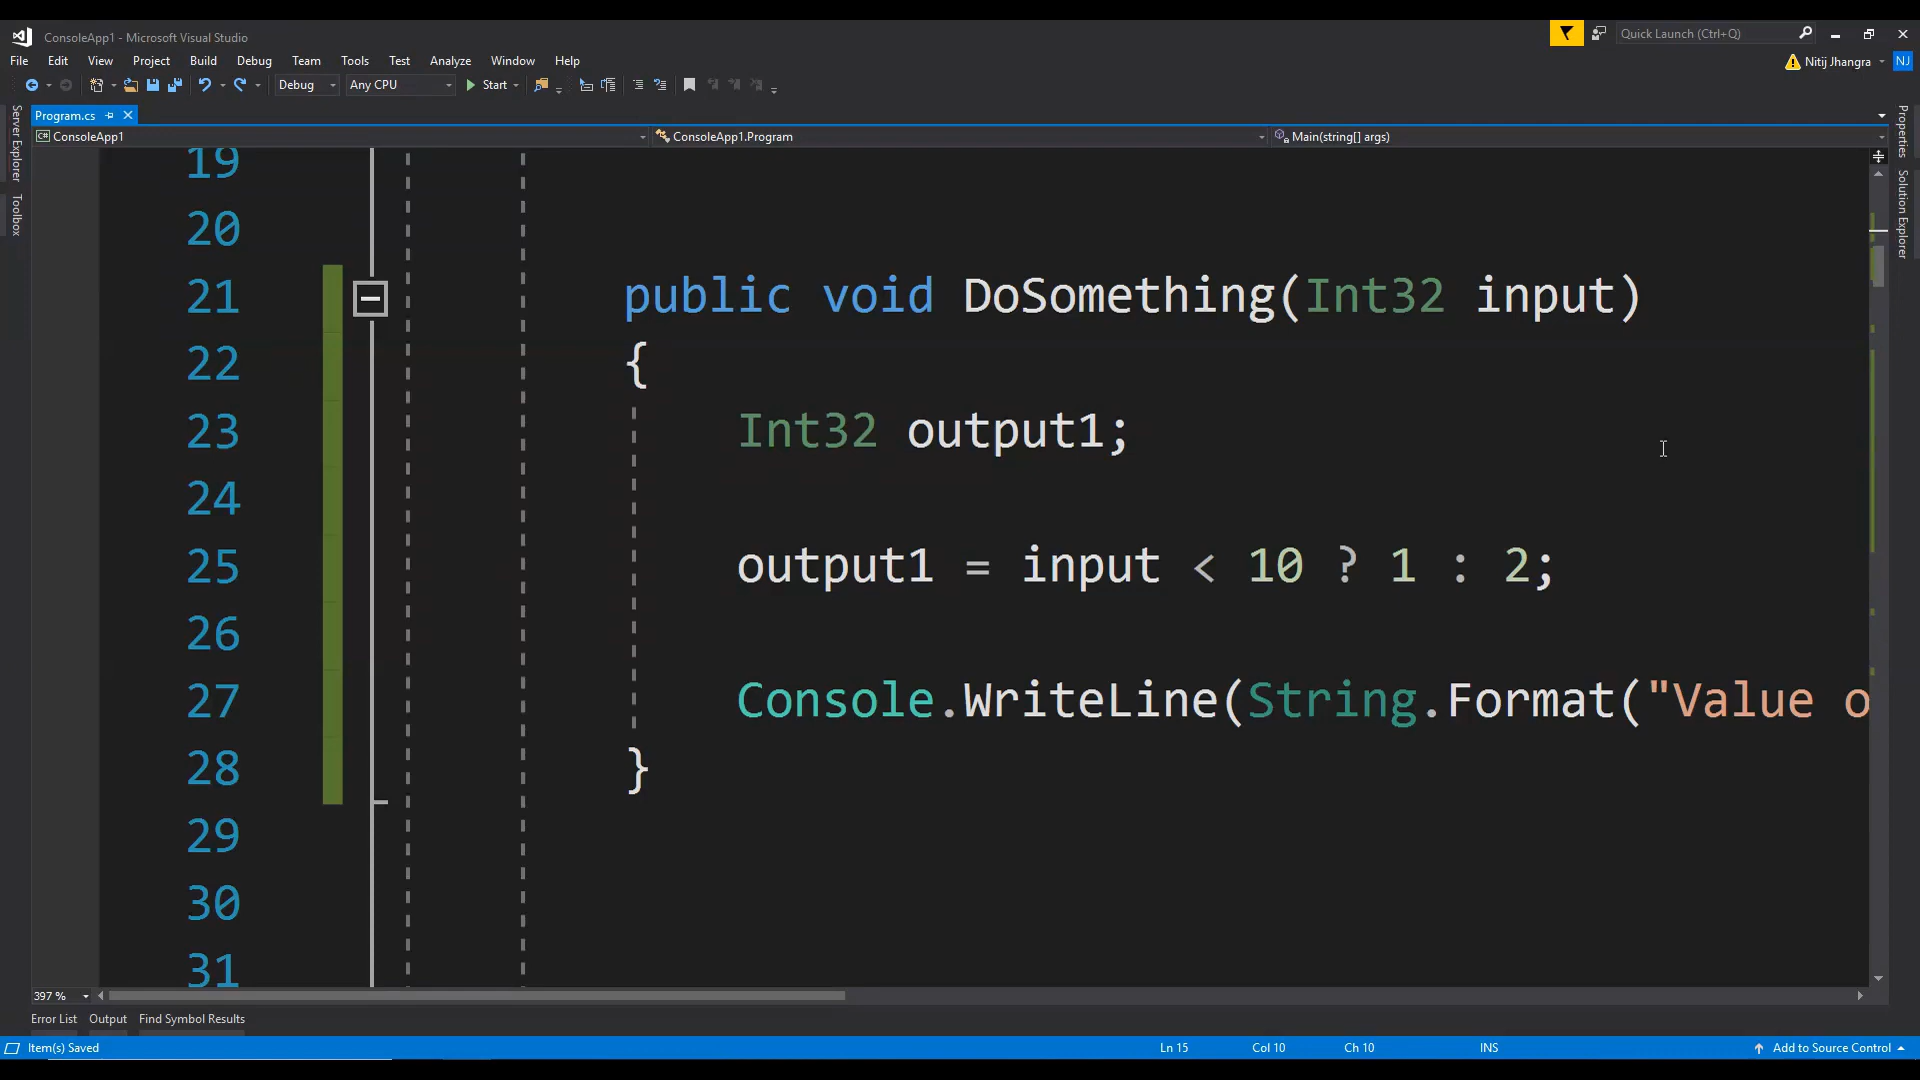 ConsoleApp1 - Microsoft Visual Studio
Quick Launch (Ctrl+Q)
File Edit View Project Build Debug Team Tools Test Analyze Window Help
Nitij Jhangra NJ
Debug Any CPU Start
Program.cs
ConsoleApp1 ConsoleApp1.Program Main(string[] args)
Server Explorer
Toolbox
Properties
Solution Explorer
19
20
21 public void DoSomething(Int32 input)
22 {
23 Int32 output1;
24
25 output1 = input < 10 ? 1 : 2;
26
27 Console.WriteLine(String.Format("Value o
28 }
29
30
31
397 %
Error List Output Find Symbol Results
Item(s) Saved Ln 15 Col 10 Ch 10 INS Add to Source Control